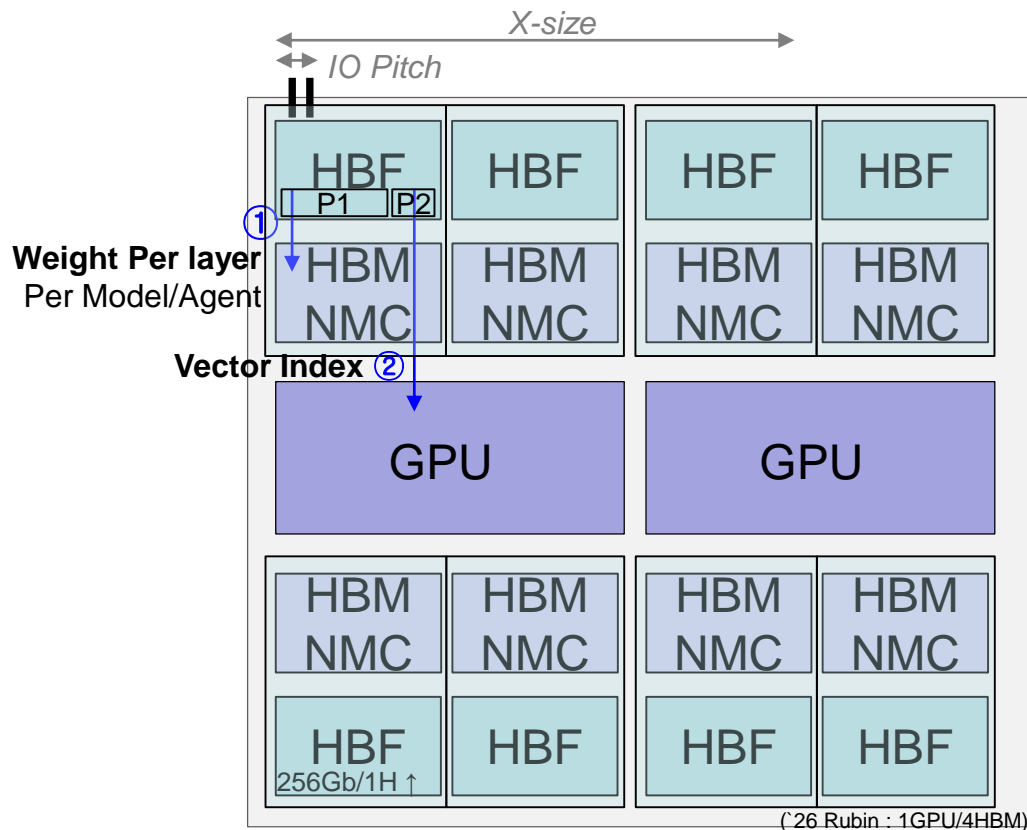 X-size
IO Pitch
HBF HBF HBF HBF
P1 P2
①
Weight Per layer
Per Model/Agent
HBM HBM HBM HBM
NMC NMC NMC NMC
Vector Index ②
GPU GPU
HBM HBM HBM HBM
NMC NMC NMC NMC
HBF HBF HBF HBF
256Gb/1H ↑
(`26 Rubin : 1GPU/4HBM)